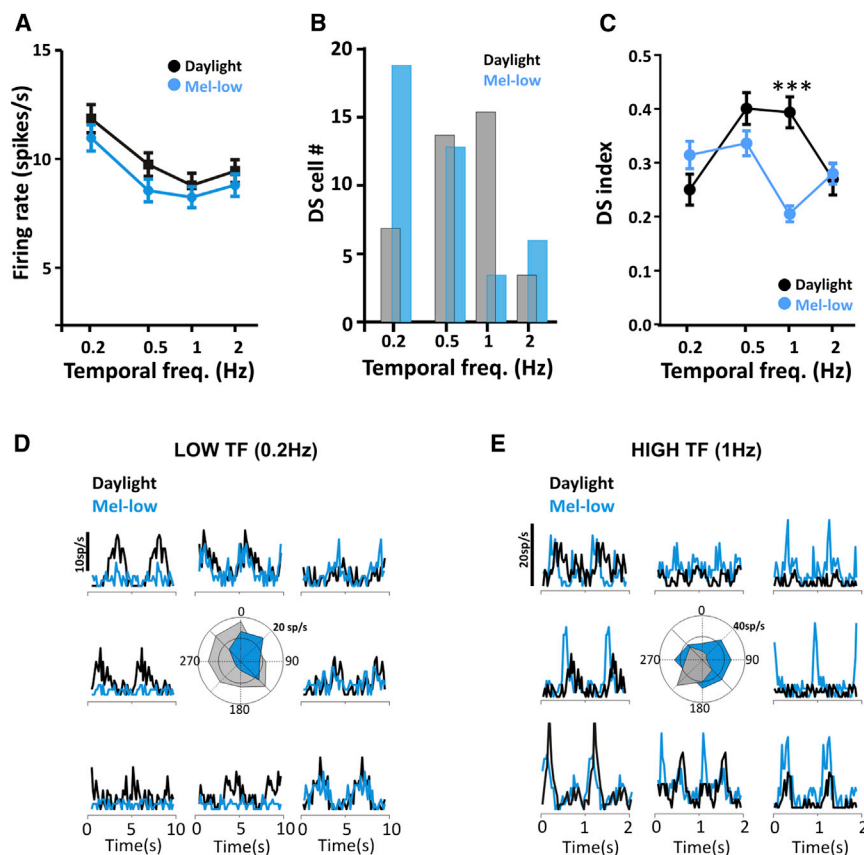 A
15
10
5
Firing rate (spikes/s)
Daylight
Mel-low
0.2 0.5 1 2
Temporal freq. (Hz)
B
20
15
10
5
0
DS cell #
Daylight
Mel-low
0.2 0.5 1 2
Temporal freq. (Hz)
C
0.5
0.4
0.3
0.2
0.1
0.0
DS index
***
Daylight
Mel-low
0.2 0.5 1 2
Temporal freq. (Hz)
D
LOW TF (0.2Hz)
Daylight
Mel-low
10sp/s
0
20 sp/s
270
90
180
0 5 10 0 5 10 0 5 10
Time(s) Time(s) Time(s)
E
HIGH TF (1Hz)
Daylight
Mel-low
20sp/s
0
40sp/s
270
90
180
0 1 2 0 1 2 0 1 2
Time(s) Time(s) Time(s)